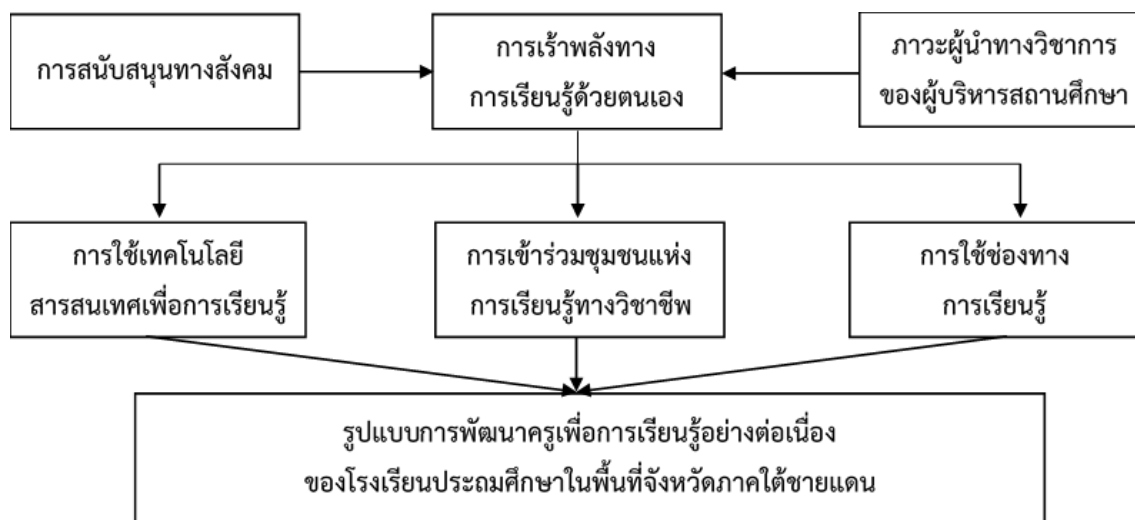 การสนับสนุนทางสังคม
การเร้าพลังทาง
การเรียนรู้ด้วยตนเอง
ภาวะผู้นำทางวิชาการ
ของผู้บริหารสถานศึกษา
การใช้เทคโนโลยี
สารสนเทศเพื่อการเรียนรู้
การเข้าร่วมชุมชนแห่ง
การเรียนรู้ทางวิชาชีพ
การใช้ช่องทาง
การเรียนรู้
รูปแบบการพัฒนาครูเพื่อการเรียนรู้อย่างต่อเนื่อง
ของโรงเรียนประถมศึกษาในพื้นที่จังหวัดภาคใต้ชายแดน